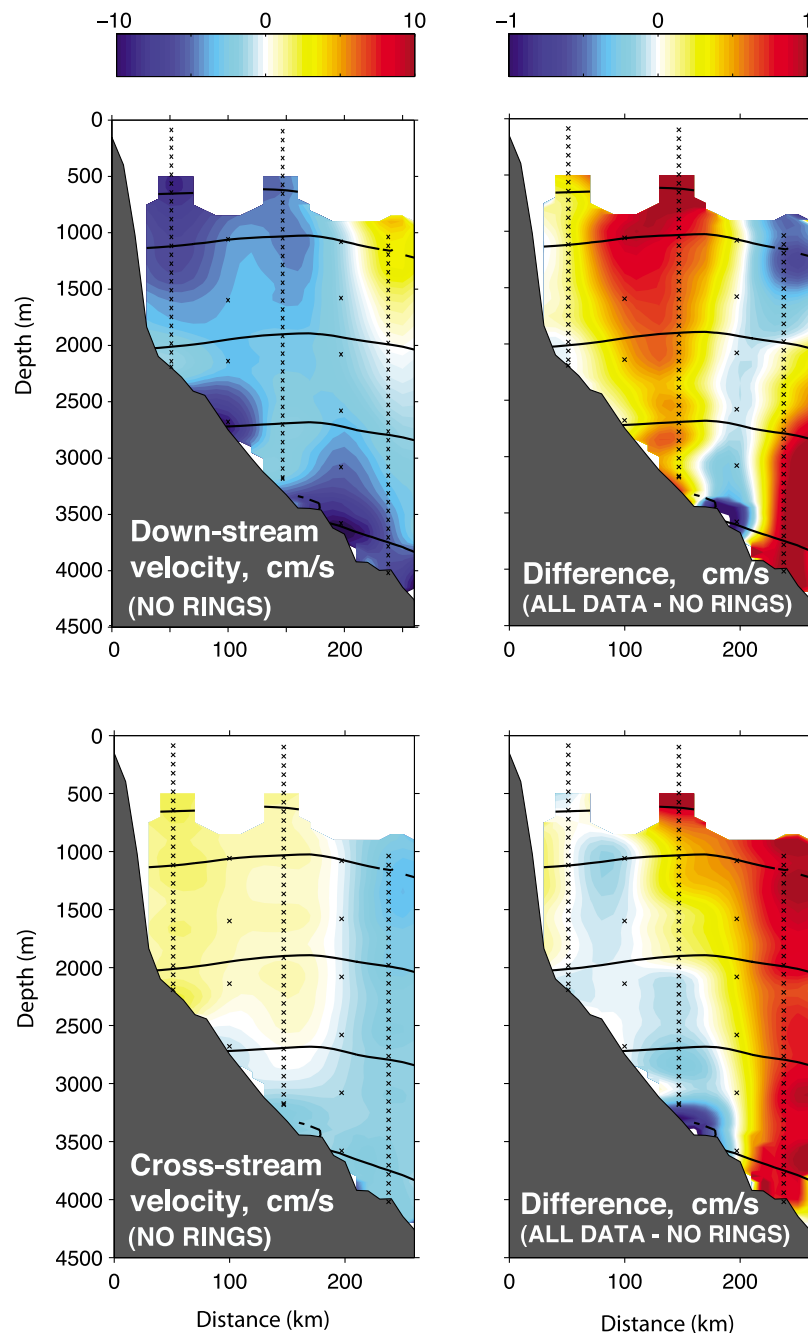 −10 0 10
−1 0 1
0
500
1000
1500
2000
2500
3000
3500
4000
4500
Depth (m)
Down-stream
velocity, cm/s
(NO RINGS)
0 100 200
Difference, cm/s
(ALL DATA - NO RINGS)
0 100 200
0
500
1000
1500
2000
2500
3000
3500
4000
4500
Depth (m)
Cross-stream
velocity, cm/s
(NO RINGS)
0 100 200
Distance (km)
Difference, cm/s
(ALL DATA - NO RINGS)
0 100 200
Distance (km)